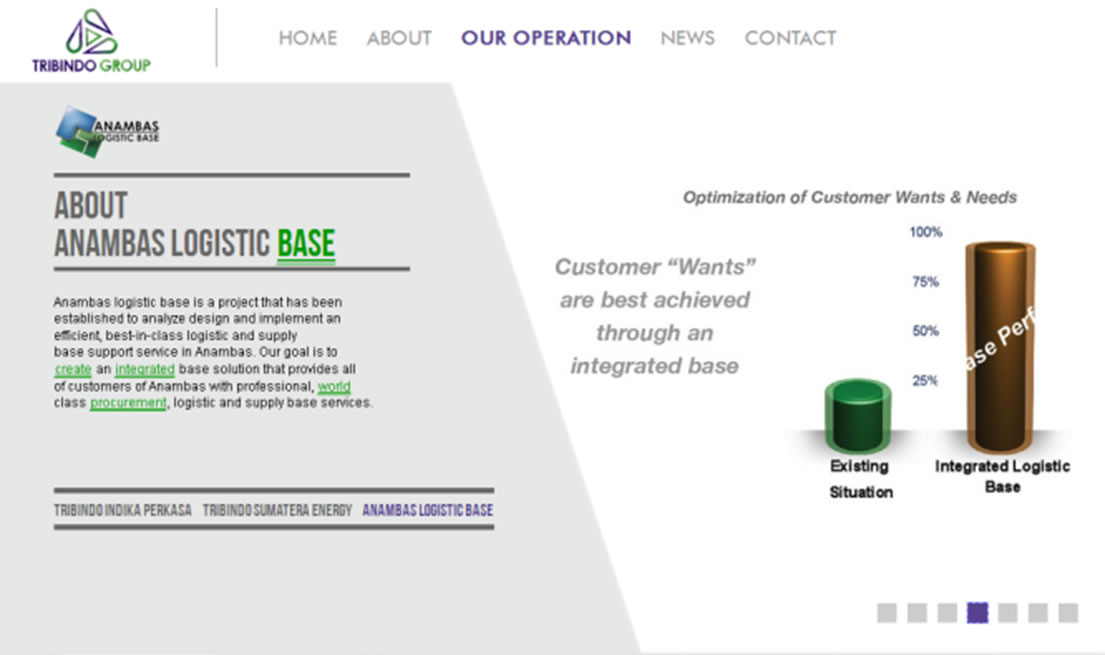 TRIBINDO GROUP
HOME ABOUT OUR OPERATION NEWS CONTACT
ANAMBAS
LOGISTIC BASE
ABOUT
ANAMBAS LOGISTIC BASE
Anambas logistic base is a project that has been
established to analyze design and implement an
efficient, best-in-class logistic and supply
base support service in Anambas. Our goal is to
create an integrated base solution that provides all
of customers of Anambas with professional, world
class procurement, logistic and supply base services.
TRIBINDO INDIKA PERKASA TRIBINDO SUMATERA ENERGY ANAMBAS LOGISTIC BASE
Optimization of Customer Wants & Needs
Customer “Wants”
are best achieved
through an
integrated base
100%
75%
50%
25%
ase Perf
Existing
Situation
Integrated Logistic
Base